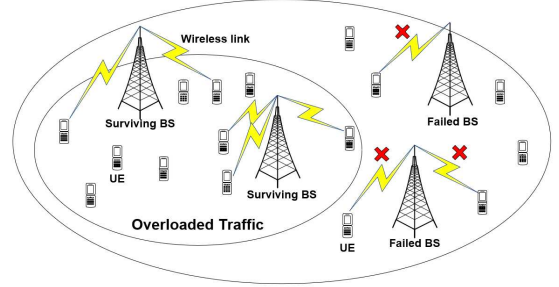 Wireless link
Surviving BS
Failed BS
UE
Surviving BS
Overloaded Traffic
UE
Failed BS